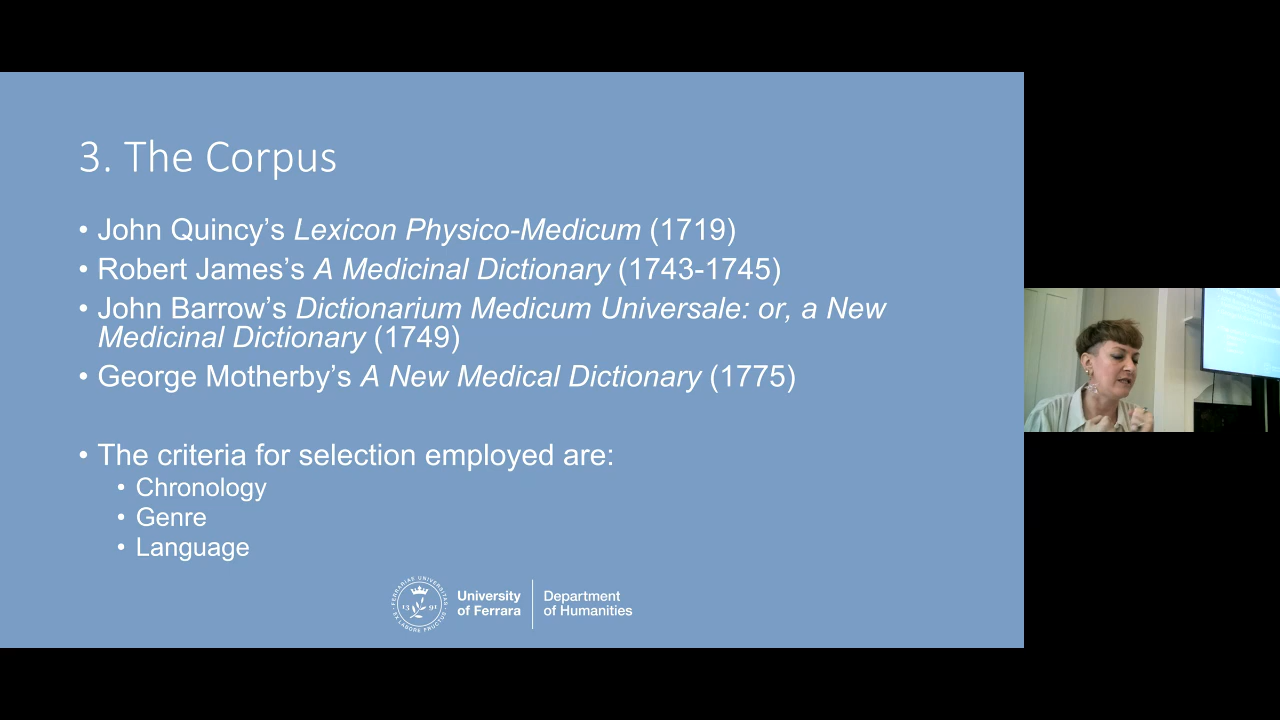 3. The Corpus
• John Quincy’s Lexicon Physico-Medicum (1719)
• Robert James’s A Medicinal Dictionary (1743-1745)
• John Barrow’s Dictionarium Medicum Universale: or, a New
Medicinal Dictionary (1749)
• George Motherby’s A New Medical Dictionary (1775)
• The criteria for selection employed are:
• Chronology
• Genre
• Language
University
of Ferrara
Department
of Humanities